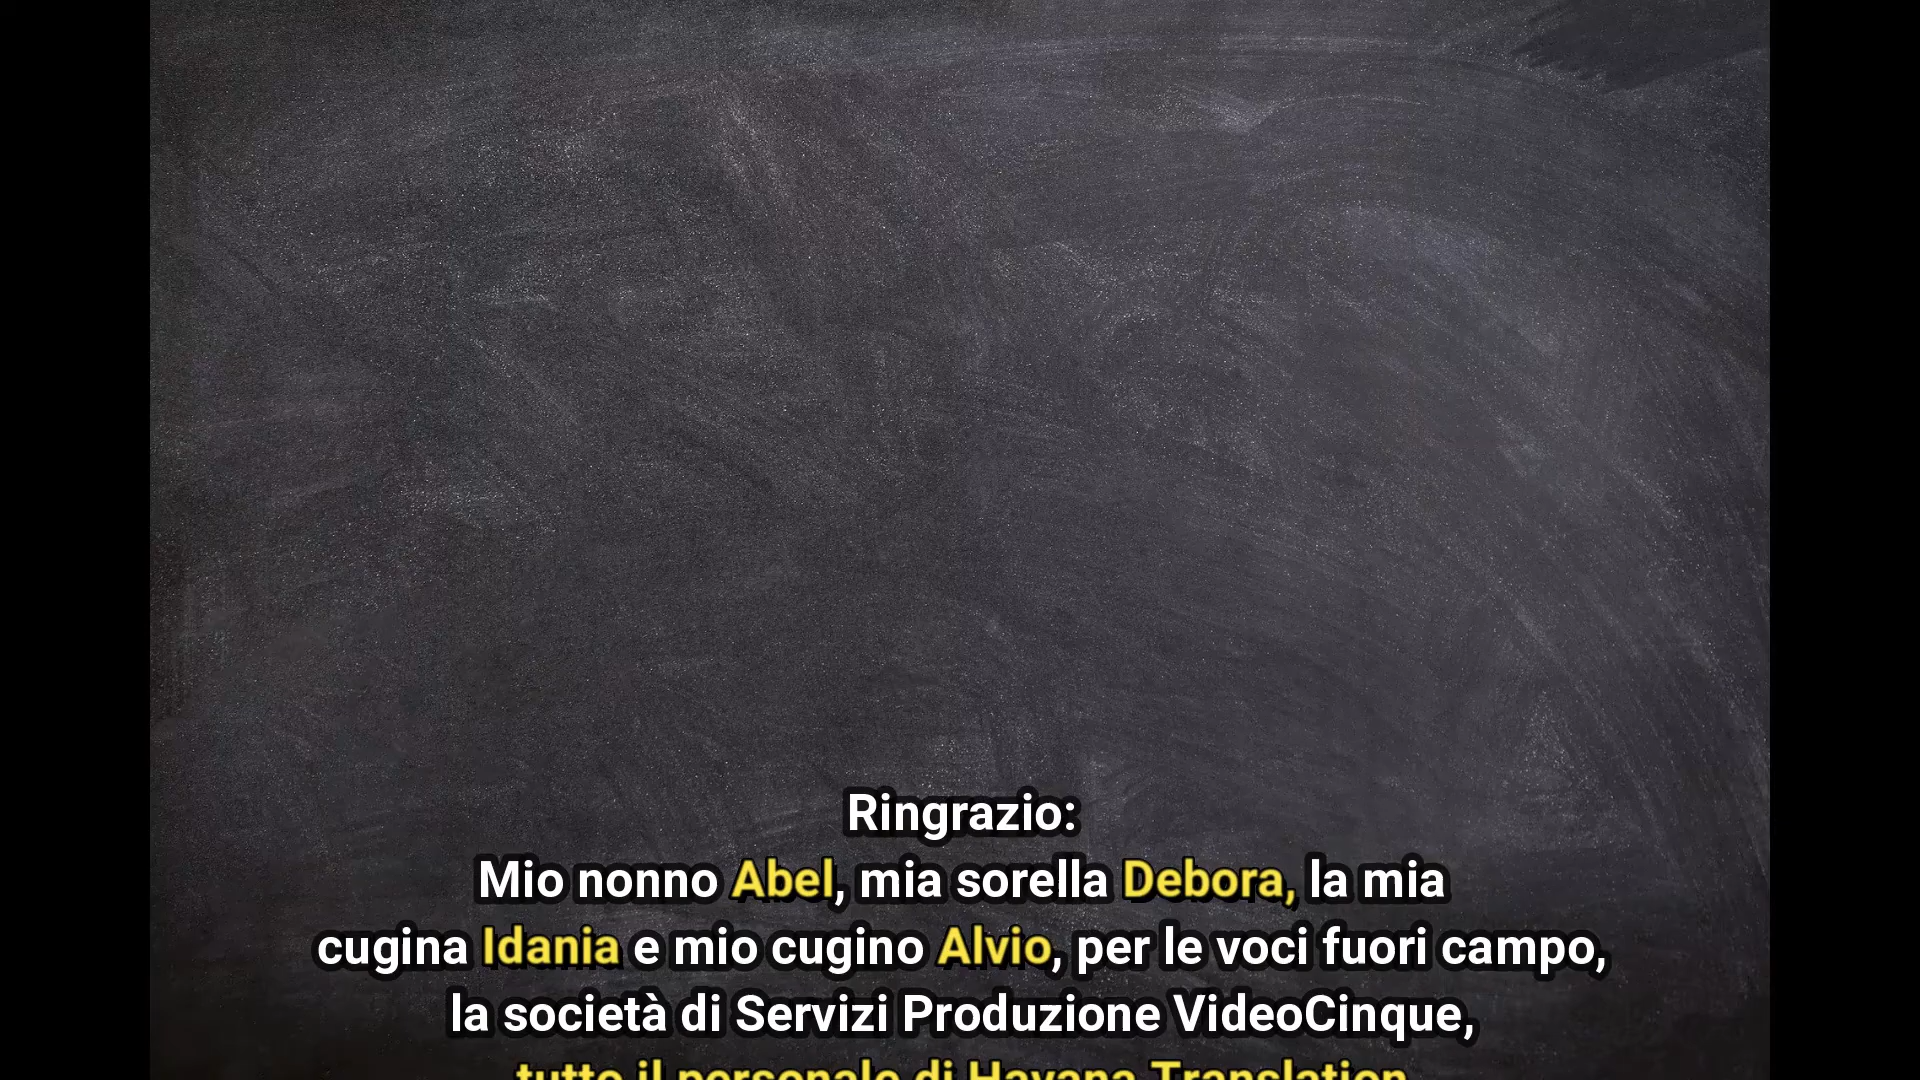 Ringrazio:
Mio nonno Abel, mia sorella Debora, la mia
cugina Idania e mio cugino Alvio, per le voci fuori campo,
la società di Servizi Produzione VideoCinque,
tutto il personale di Havana Translation